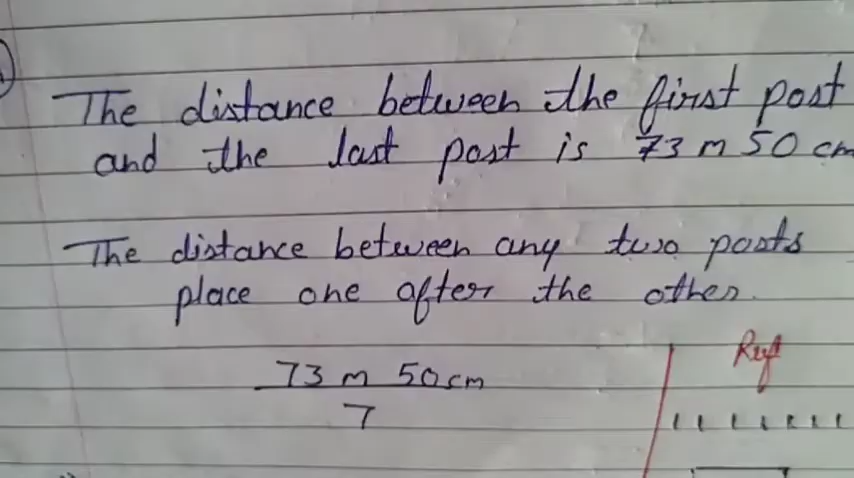 The distance between the first post
and the last post is 73 m 50 cm
The distance between any two posts
place one after the other.
73 m 50cm
7
Ruf